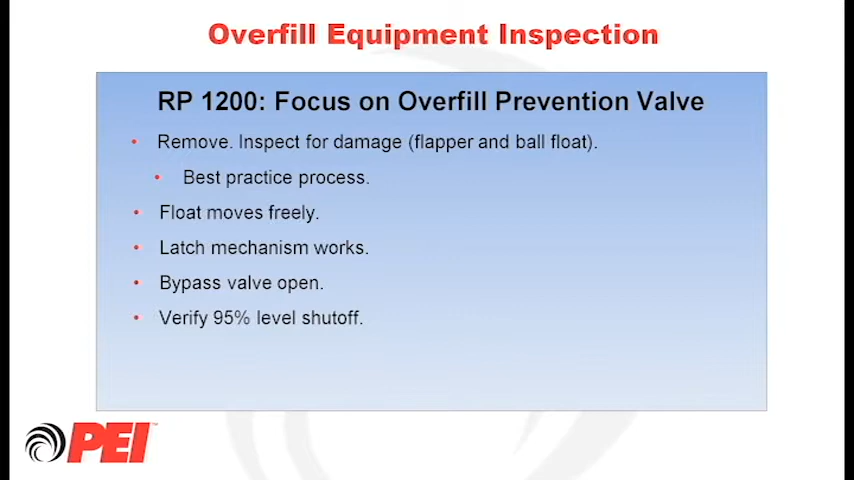 Overfill Equipment Inspection
RP 1200: Focus on Overfill Prevention Valve
• Remove. Inspect for damage (flapper and ball float).
• Best practice process.
• Float moves freely.
• Latch mechanism works.
• Bypass valve open.
• Verify 95% level shutoff.
PEI